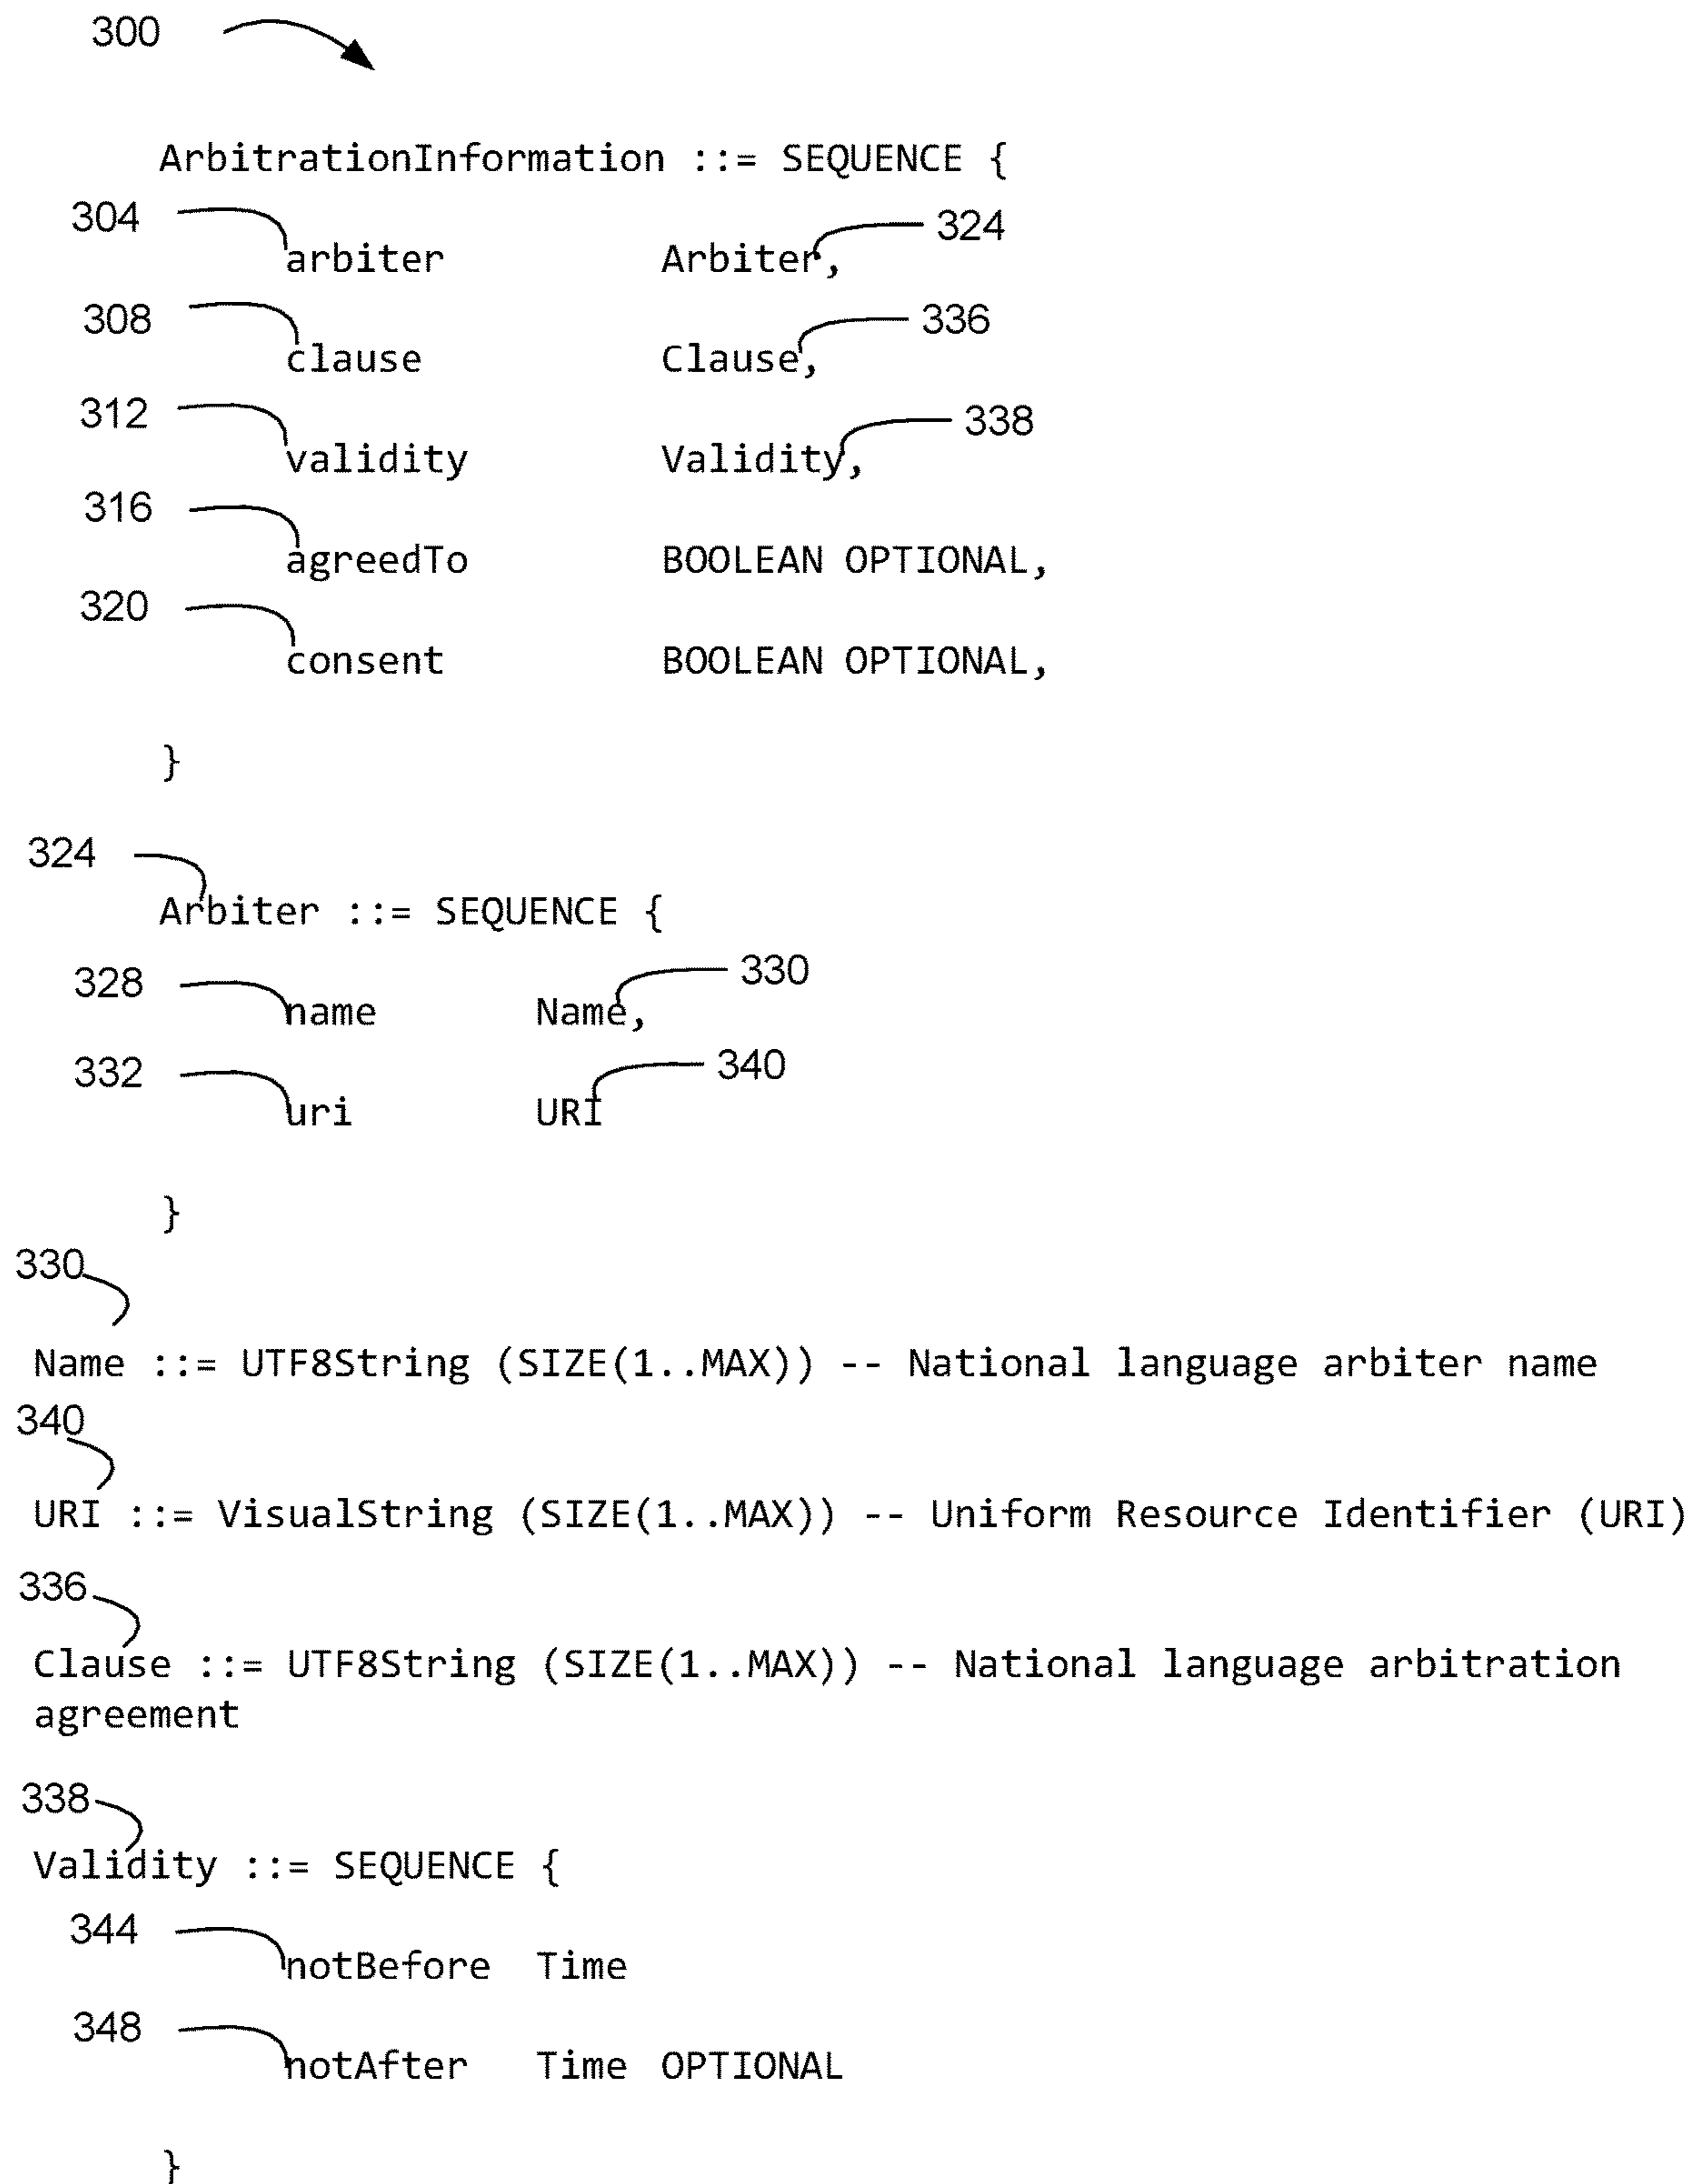 300
ArbitrationInformation ::= SEQUENCE {
304
324
arbiter Arbiter,
308
336
clause Clause,
312
338
validity Validity,
316
agreedTo BOOLEAN OPTIONAL,
320
consent BOOLEAN OPTIONAL,
}
324
Arbiter ::= SEQUENCE {
328
330
name Name,
332
340
uri URI
}
330
Name ::= UTF8String (SIZE(1..MAX)) -- National language arbiter name
340
URI ::= VisualString (SIZE(1..MAX)) -- Uniform Resource Identifier (URI)
336
Clause ::= UTF8String (SIZE(1..MAX)) -- National language arbitration
agreement
338
Validity ::= SEQUENCE {
344
notBefore Time
348
notAfter Time OPTIONAL
}